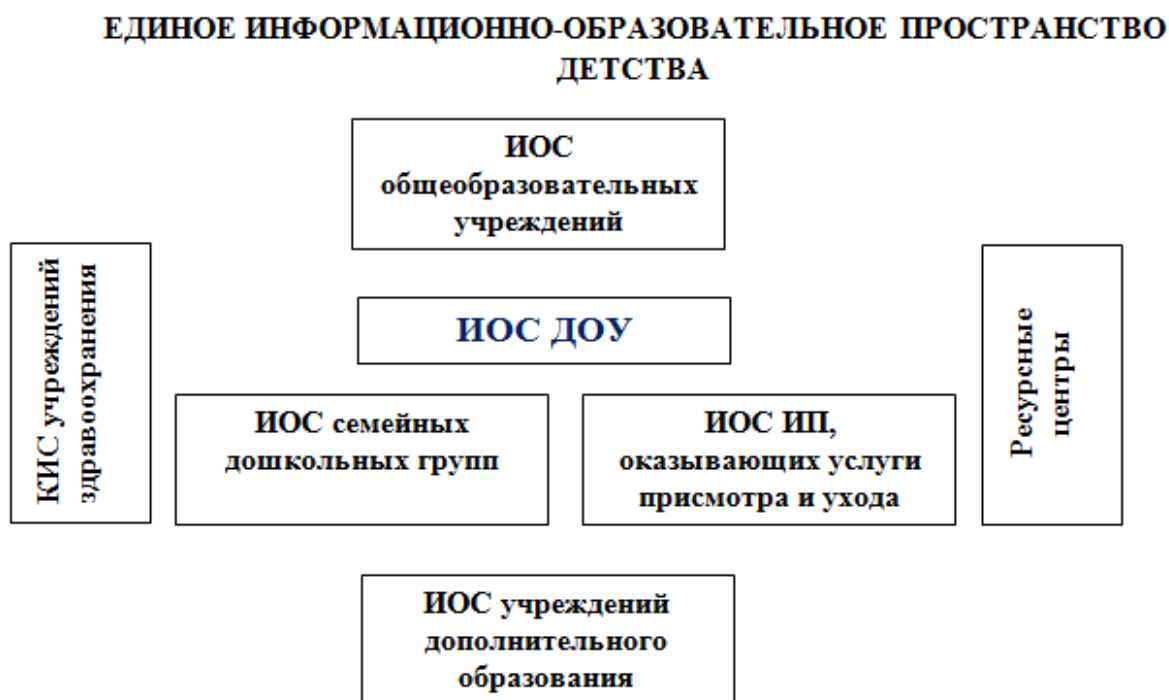 ЕДИНОЕ ИНФОРМАЦИОННО-ОБРАЗОВАТЕЛЬНОЕ ПРОСТРАНСТВО
ДЕТСТВА
ИОС
общеобразовательных
учреждений
КИС учреждений
здравоохранения
ИОС ДОУ
Ресурсные
центры
ИОС семейных
дошкольных групп
ИОС ИП,
оказывающих услуги
присмотра и ухода
ИОС учреждений
дополнительного
образования